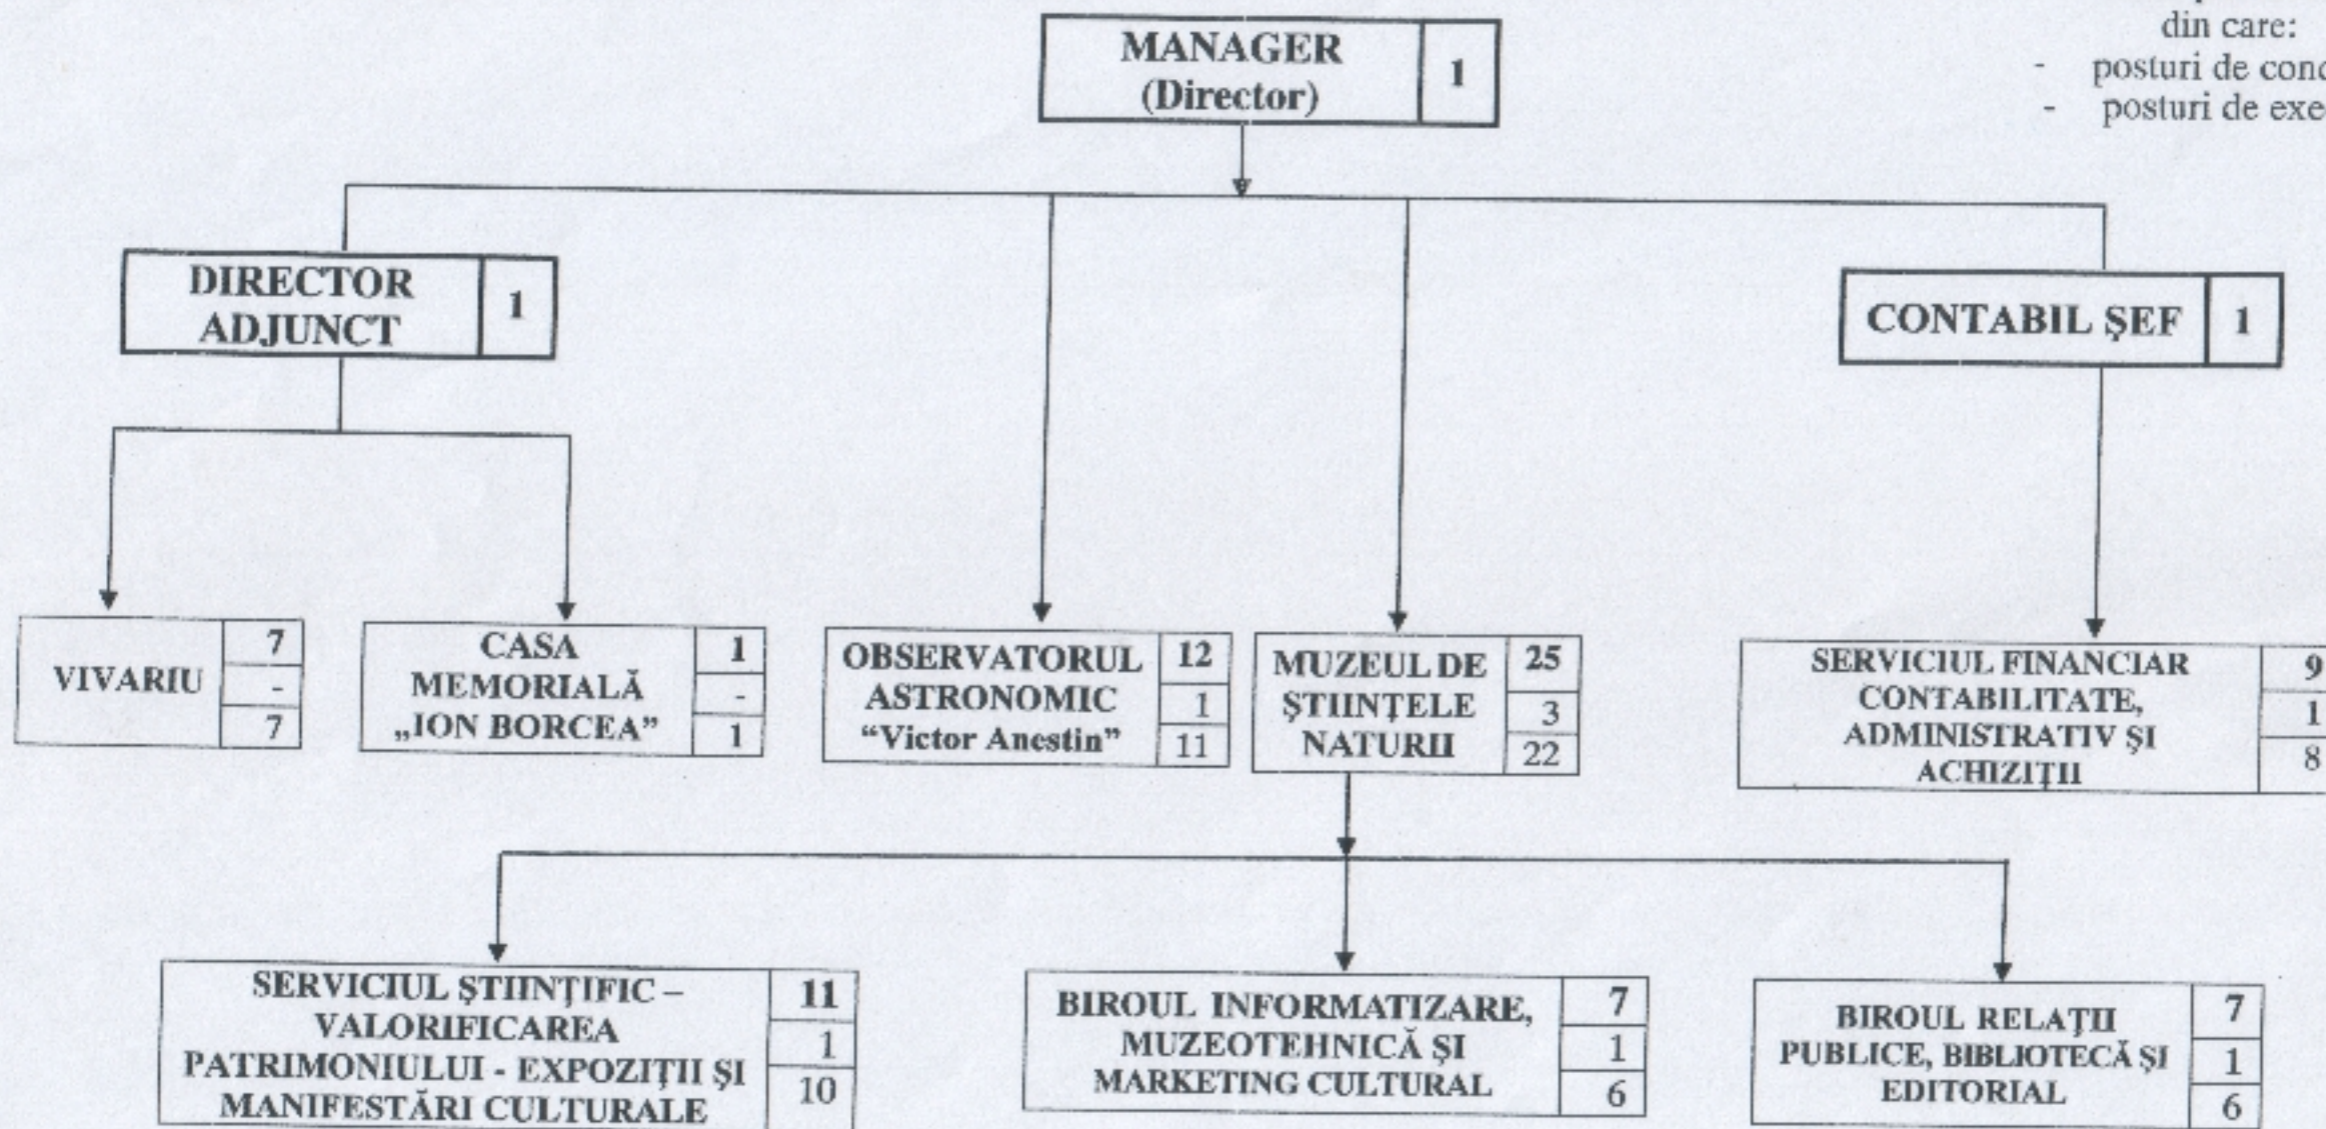 din care:
- posturi de
- posturi de
MANAGER
(Director)
1
DIRECTOR
ADJUNCT
1
CONTABIL ŞEF
1
VIVARIU
7
-
7
CASA
MEMORIALĂ
„ION BORCEA”
1
-
1
OBSERVATORUL
ASTRONOMIC
“Victor Anestin”
12
1
11
MUZEUL DE
ŞTIINŢELE
NATURII
25
3
22
SERVICIUL FINANCIAR
CONTABILITATE,
ADMINISTRATIV ŞI
ACHIZIŢII
9
1
8
SERVICIUL ŞTIINŢIFIC –
VALORIFICAREA
PATRIMONIULUI - EXPOZIŢII ŞI
MANIFESTĂRI CULTURALE
11
1
10
BIROUL INFORMATIZARE,
MUZEOTEHNICĂ ŞI
MARKETING CULTURAL
7
1
6
BIROUL RELAŢII
PUBLICE, BIBLIOTECĂ ŞI
EDITORIAL
7
1
6